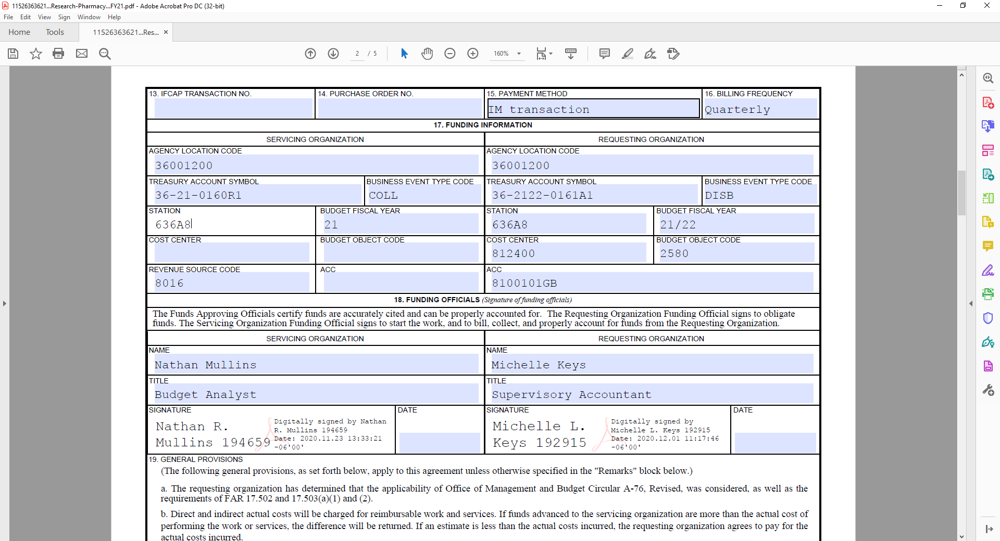 11526363621...Research-Pharmacy...FY21.pdf - Adobe Acrobat Pro DC (32-bit)
File Edit View Sign Window Help
Home Tools 11526363621...Res... ×
2 / 5 160%
13. IFCAP TRANSACTION NO. 14. PURCHASE ORDER NO. 15. PAYMENT METHOD 16. BILLING FREQUENCY
IM transaction Quarterly
17. FUNDING INFORMATION
SERVICING ORGANIZATION REQUESTING ORGANIZATION
AGENCY LOCATION CODE AGENCY LOCATION CODE
36001200 36001200
TREASURY ACCOUNT SYMBOL BUSINESS EVENT TYPE CODE TREASURY ACCOUNT SYMBOL BUSINESS EVENT TYPE CODE
36-21-0160R1 COLL 36-2122-0161A1 DISB
STATION BUDGET FISCAL YEAR STATION BUDGET FISCAL YEAR
636A8 21 636A8 21/22
COST CENTER BUDGET OBJECT CODE COST CENTER BUDGET OBJECT CODE
812400 2580
REVENUE SOURCE CODE ACC ACC
8016 8100101GB
18. FUNDING OFFICIALS (Signature of funding officials)
The Funds Approving Officials certify funds are accurately cited and can be properly accounted for. The Requesting Organization Funding Official signs to obligate
funds. The Servicing Organization Funding Official signs to start the work, and to bill, collect, and properly account for funds from the Requesting Organization.
SERVICING ORGANIZATION REQUESTING ORGANIZATION
NAME NAME
Nathan Mullins Michelle Keys
TITLE TITLE
Budget Analyst Supervisory Accountant
SIGNATURE DATE SIGNATURE DATE
Nathan R.
Mullins 194659
Digitally signed by Nathan
R. Mullins 194659
Date: 2020.11.23 13:33:21
-06'00'
Michelle L.
Keys 192915
Digitally signed by
Michelle L. Keys 192915
Date: 2020.12.01 11:17:46
-06'00'
19. GENERAL PROVISIONS
(The following general provisions, as set forth below, apply to this agreement unless otherwise specified in the "Remarks" block below.)
a. The requesting organization has determined that the applicability of Office of Management and Budget Circular A-76, Revised, was considered, as well as the
requirements of FAR 17.502 and 17.503(a)(1) and (2).
b. Direct and indirect actual costs will be charged for reimbursable work and services. If funds advanced to the servicing organization are more than the actual cost of
performing the work or services, the difference will be returned. If an estimate is less than the actual costs incurred, the requesting organization agrees to pay for the
actual costs incurred.